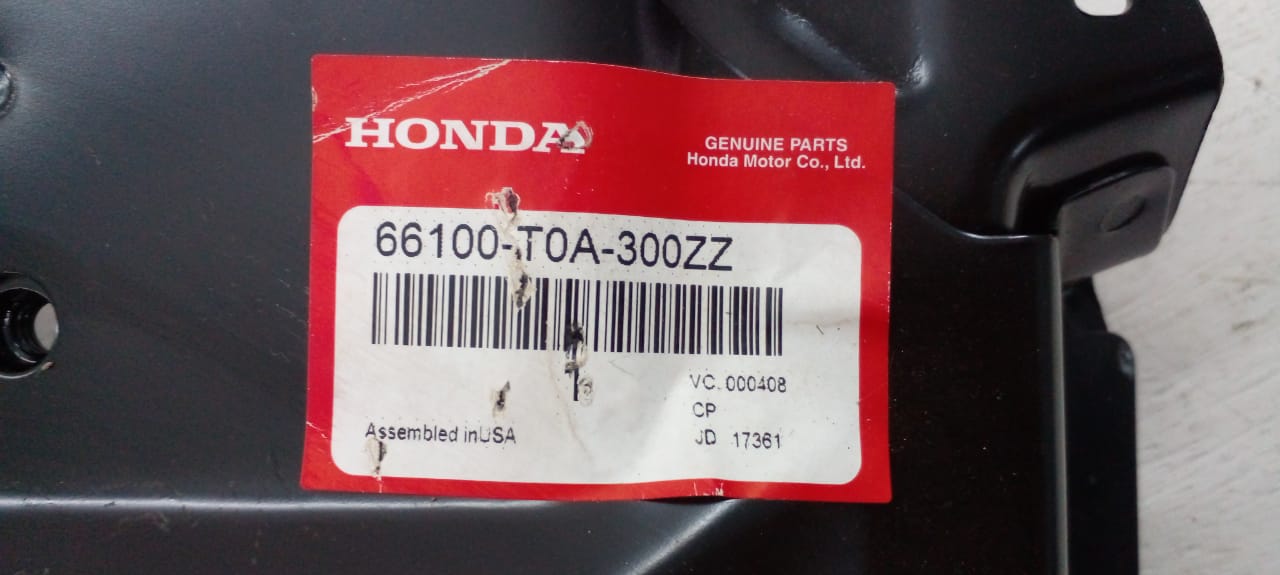 HONDA
GENUINE PARTS
Honda Motor Co., Ltd.
66100-T0A-300ZZ
VC. 000408
CP
Assembled inUSA
JD 17361